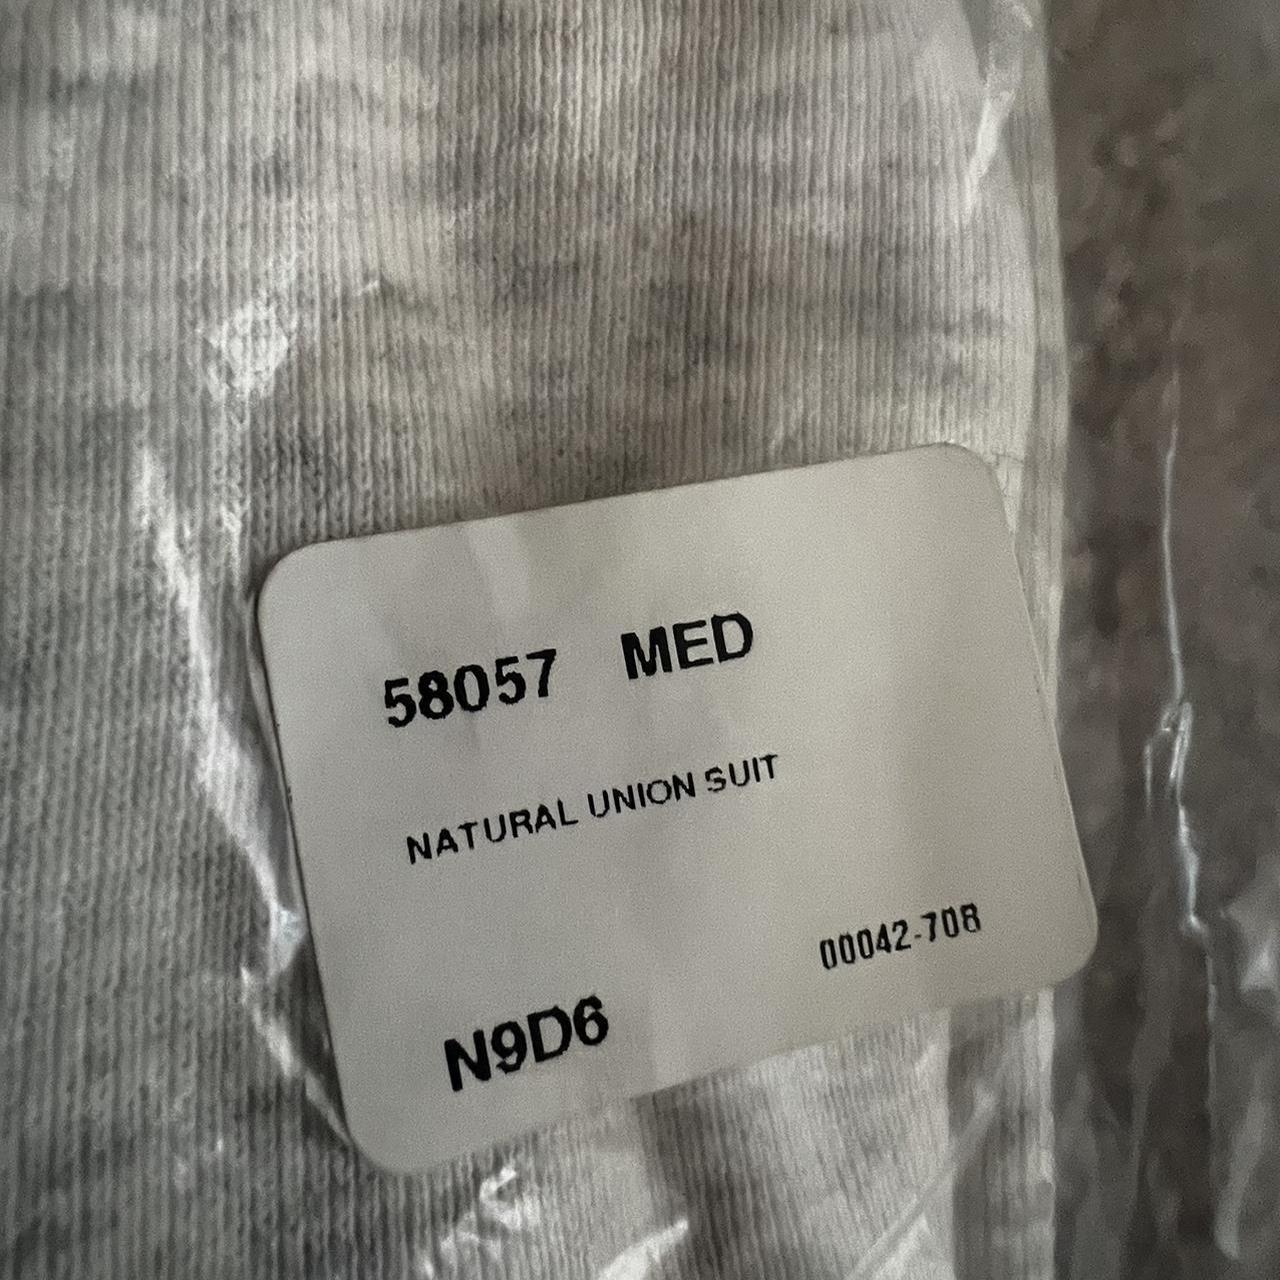 58057 MED
NATURAL UNION SUIT
00042-708
N9D6